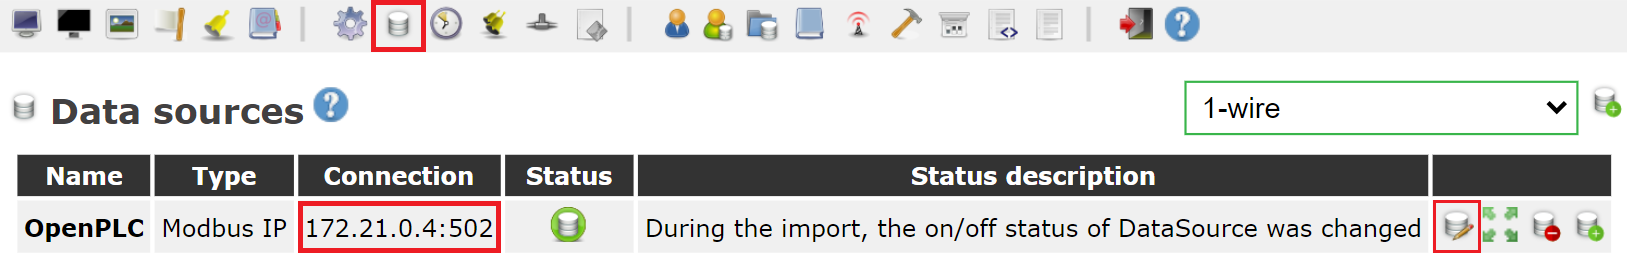 Data sources
1-wire
Name Type Connection Status Status description
OpenPLC Modbus IP 172.21.0.4:502 During the import, the on/off status of DataSource was changed